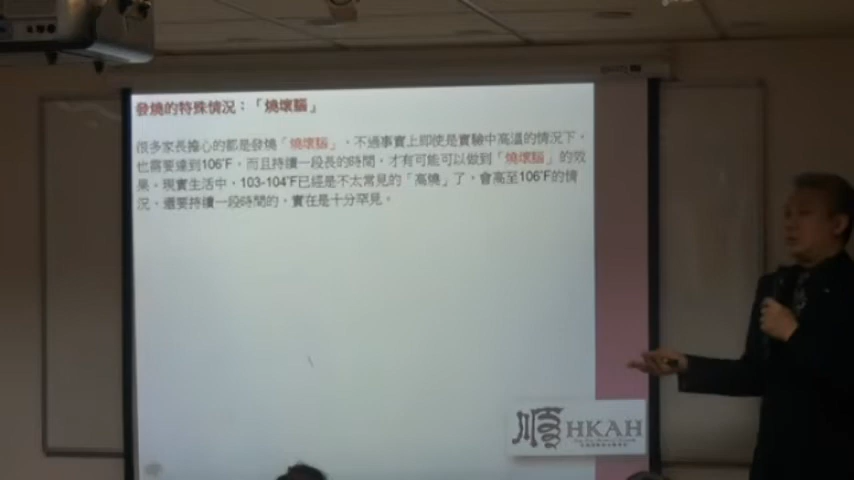 發燒的特殊情況：「燒壞腦」
很多家長擔心的都是發燒「燒壞腦」，不過事實上即使是實驗中高溫的情況下，
也需要達到106°F，而且持續一段長的時間，才有可能可以做到「燒壞腦」的效
果。現實生活中，103-104°F已經是不太常見的「高燒」了，會高至106°F的情
況、還要持續一段時間的，實在是十分罕見。
順 HKAH